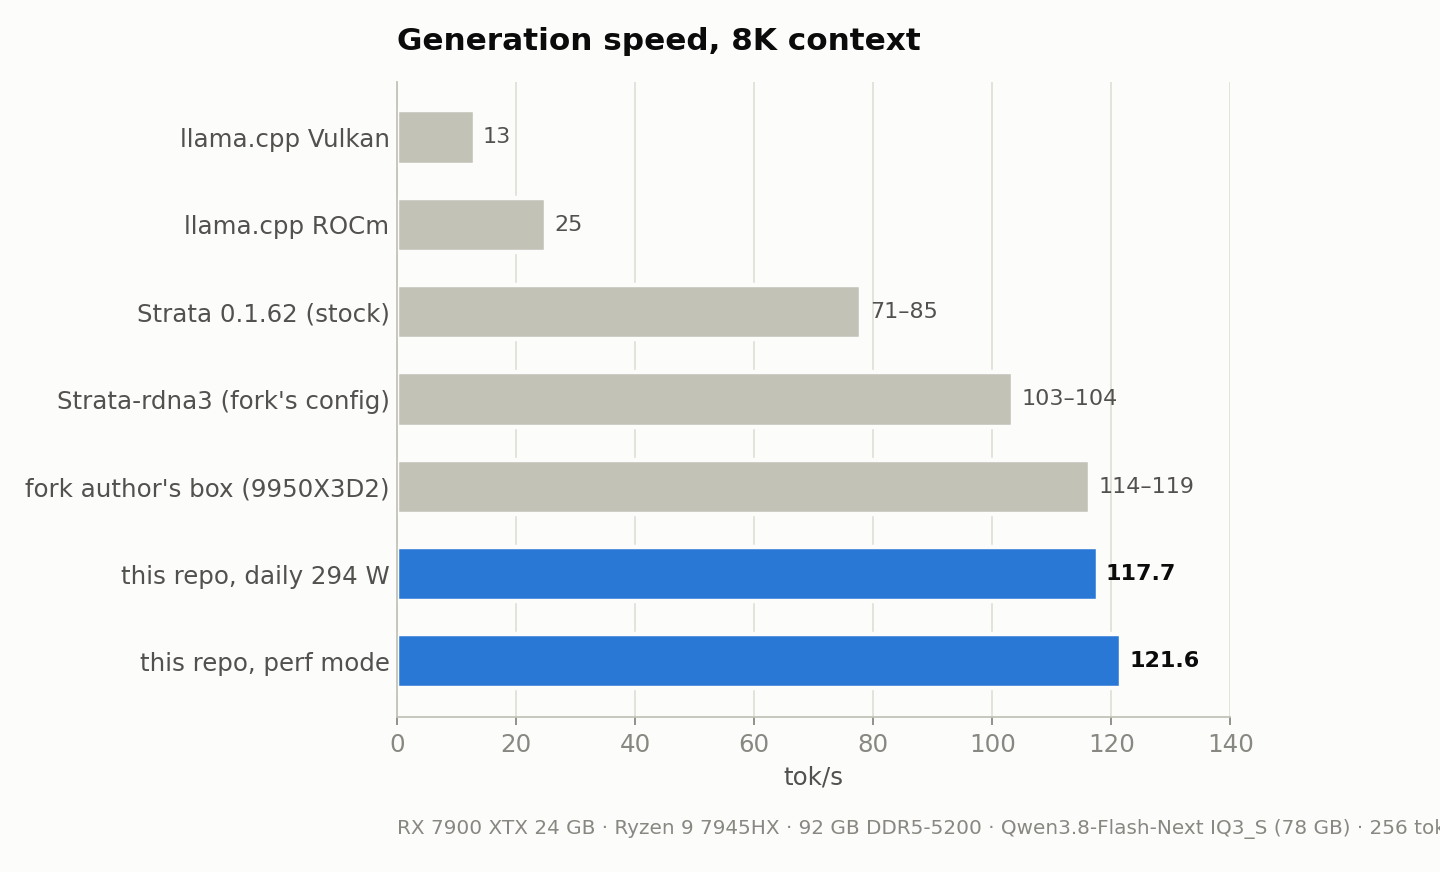 Generation speed, 8K context
llama.cpp Vulkan 13
llama.cpp ROCm 25
Strata 0.1.62 (stock) 71–85
Strata-rdna3 (fork's config) 103–104
fork author's box (9950X3D2) 114–119
this repo, daily 294 W 117.7
this repo, perf mode 121.6
0 20 40 60 80 100 120 140
tok/s
RX 7900 XTX 24 GB · Ryzen 9 7945HX · 92 GB DDR5-5200 · Qwen3.8-Flash-Next IQ3_S (78 GB) · 256 tok